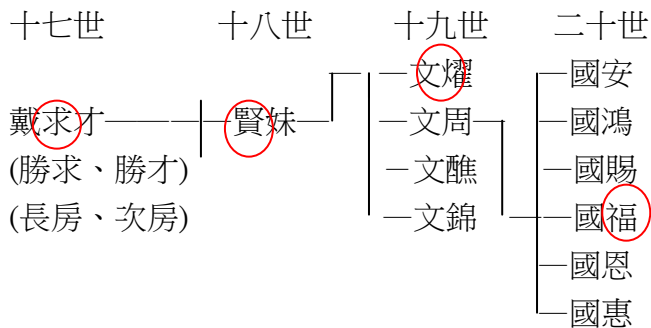 十七世 十八世 十九世 二十世
文燿 國安
戴求才 賢妹 文周 國鴻
(勝求、勝才) 文醮 國賜
(長房、次房) 文錦 國福
國恩
國惠